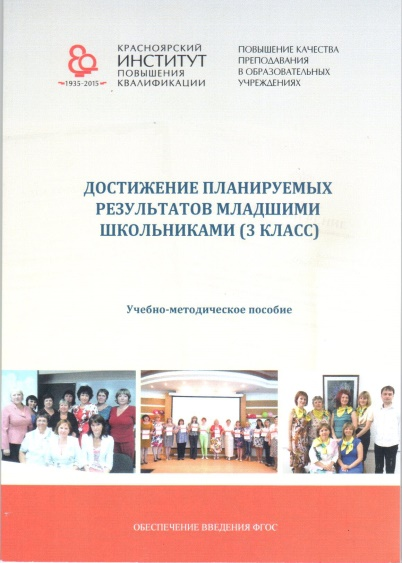 КРАСНОЯРСКИЙ
ИНСТИТУТ
ПОВЫШЕНИЯ
КВАЛИФИКАЦИИ
1935-2015
ПОВЫШЕНИЕ КАЧЕСТВА
ПРЕПОДАВАНИЯ
В ОБРАЗОВАТЕЛЬНЫХ
УЧРЕЖДЕНИЯХ
ДОСТИЖЕНИЕ ПЛАНИРУЕМЫХ
РЕЗУЛЬТАТОВ МЛАДШИМИ
ШКОЛЬНИКАМИ (3 КЛАСС)
Учебно-методическое пособие
ОБЕСПЕЧЕНИЕ ВВЕДЕНИЯ ФГОС